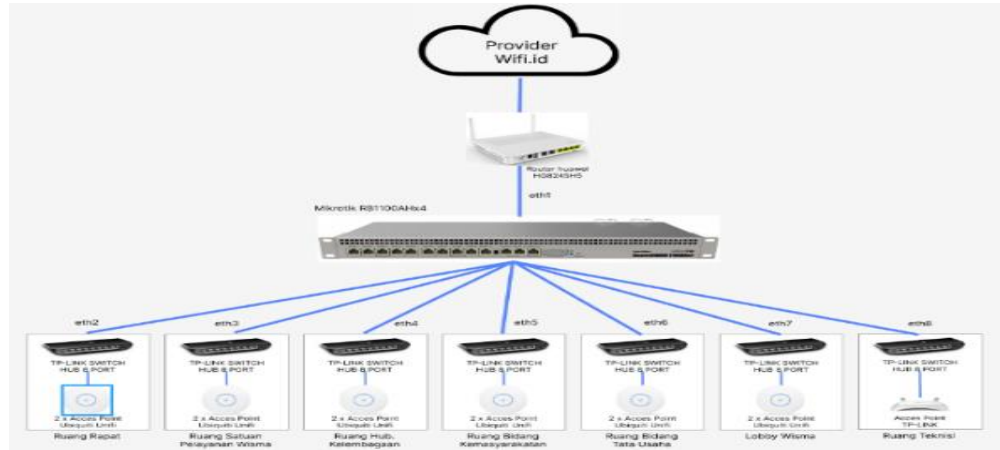 Provider
Wifi.id
Router huawei
HG8245H5
eth1
Mikrotik RB1100AHx4
eth2
eth3
eth4
eth5
eth6
eth7
eth8
TP-LINK SWITCH
HUB 8 PORT
2 x Acces Point
Ubiquiti Unifi
Ruang Rapat
TP-LINK SWITCH
HUB 8 PORT
2 x Acces Point
Ubiquiti Unifi
Ruang Satuan
Pelayanan Wisma
TP-LINK SWITCH
HUB 8 PORT
2 x Acces Point
Ubiquiti Unifi
Ruang Hub.
Kelembagaan
TP-LINK SWITCH
HUB 8 PORT
2 x Acces Point
Ubiquiti Unifi
Ruang Bidang
Kemasyarakatan
TP-LINK SWITCH
HUB 8 PORT
2 x Acces Point
Ubiquiti Unifi
Ruang Bidang
Tata Usaha
TP-LINK SWITCH
HUB 8 PORT
2 x Acces Point
Ubiquiti Unifi
Lobby Wisma
TP-LINK SWITCH
HUB 8 PORT
Acces Point
TP-LINK
Ruang Teknisi